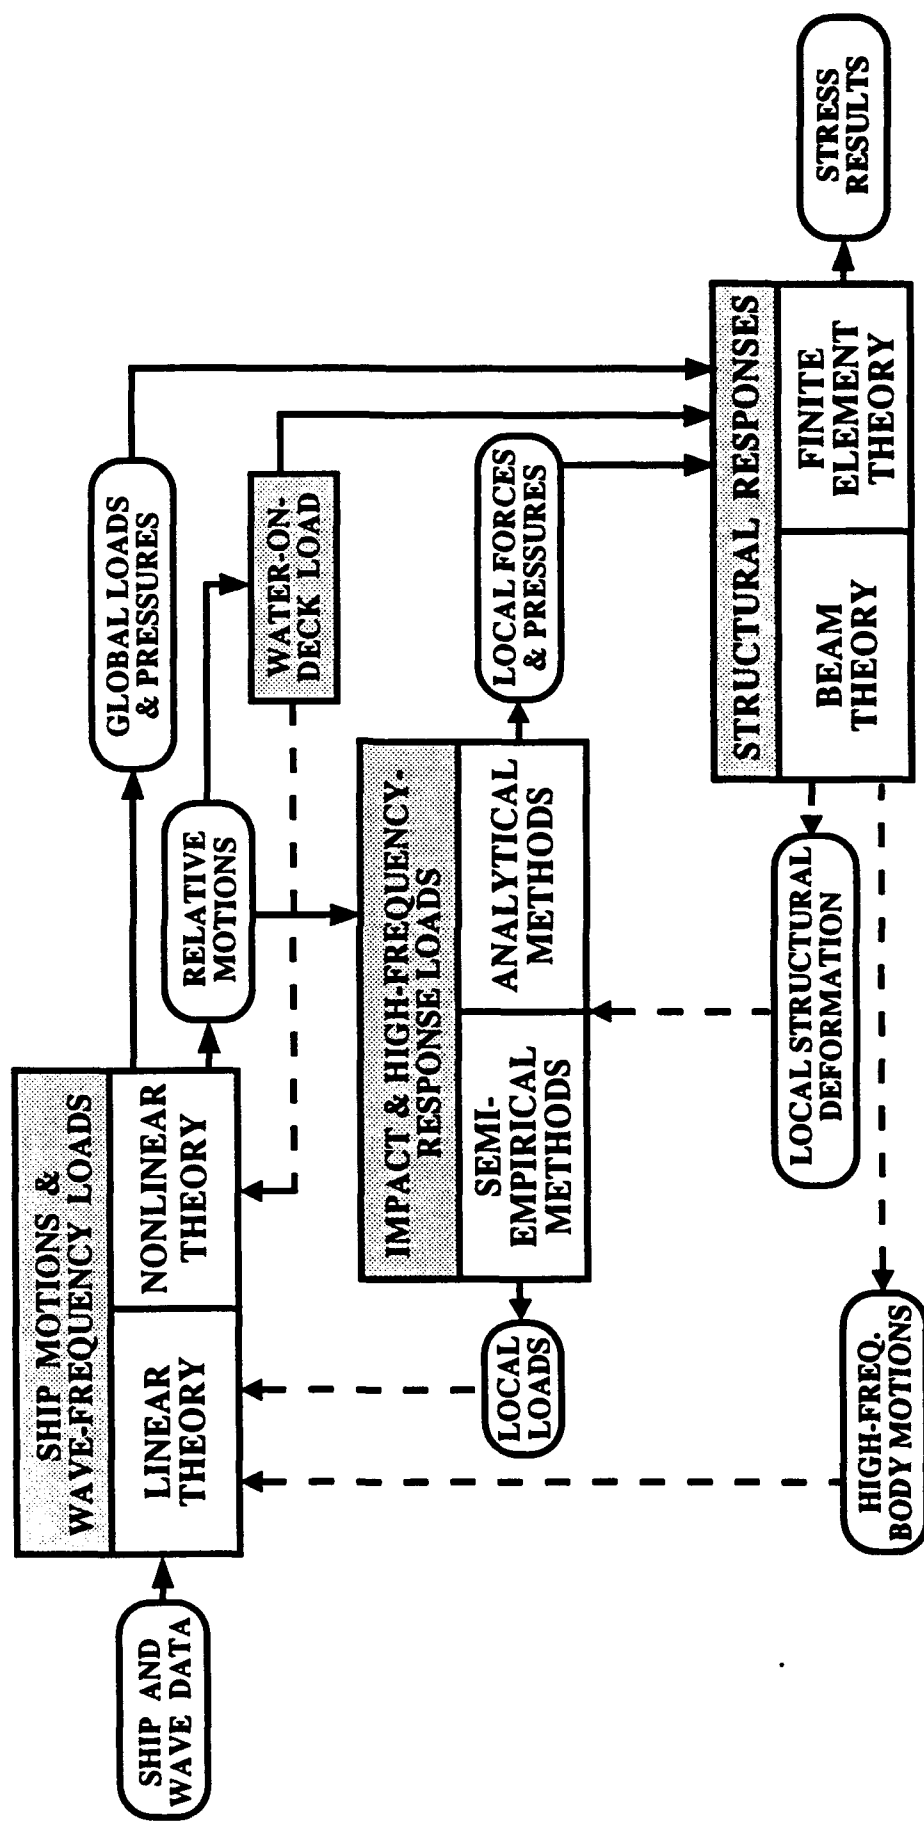 SHIP AND
WAVE DATA
SHIP MOTIONS &
WAVE-FREQUENCY LOADS
LINEAR
THEORY
NONLINEAR
THEORY
RELATIVE
MOTIONS
GLOBAL LOADS
& PRESSURES
WATER-ON-
DECK LOAD
IMPACT & HIGH-FREQUENCY-
RESPONSE LOADS
SEMI-
EMPIRICAL
METHODS
ANALYTICAL
METHODS
LOCAL
LOADS
LOCAL FORCES
& PRESSURES
STRUCTURAL RESPONSES
BEAM
THEORY
FINITE
ELEMENT
THEORY
STRESS
RESULTS
LOCAL STRUCTURAL
DEFORMATION
HIGH-FREQ.
BODY MOTIONS